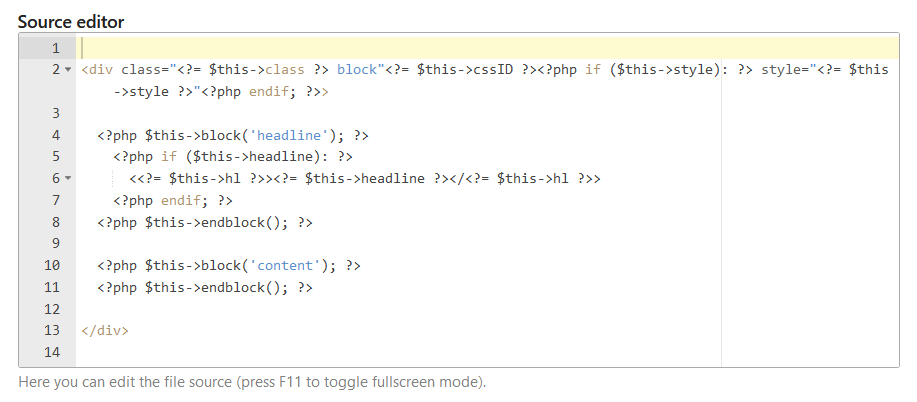 Source editor
1
2 <div class="<?= $this->class ?> block"<?= $this->cssID ?><?php if ($this->style): ?> style="<?= $this
->style ?>"<?php endif; ?>>
3
4 <?php $this->block('headline'); ?>
5 <?php if ($this->headline): ?>
6 <<?= $this->hl ?>><?= $this->headline ?></<?= $this->hl ?>>
7 <?php endif; ?>
8 <?php $this->endblock(); ?>
9
10 <?php $this->block('content'); ?>
11 <?php $this->endblock(); ?>
12
13 </div>
14
Here you can edit the file source (press F11 to toggle fullscreen mode).